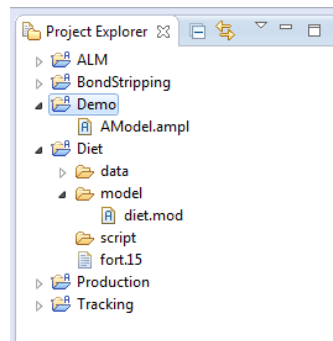 Project Explorer
ALM
BondStripping
Demo
AModel.ampl
Diet
data
model
diet.mod
script
fort.15
Production
Tracking